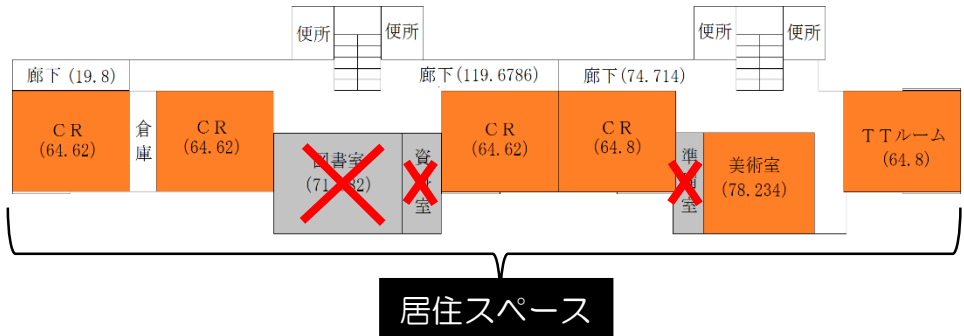 便所
便所
便所
便所
廊下(19.8)
廊下(119.6786)
廊下(74.714)
CR
(64.62)
倉庫
CR
(64.62)
図書室
資
室
CR
(64.62)
CR
(64.8)
準
室
美術室
(78.234)
TTルーム
(64.8)
居住スペース